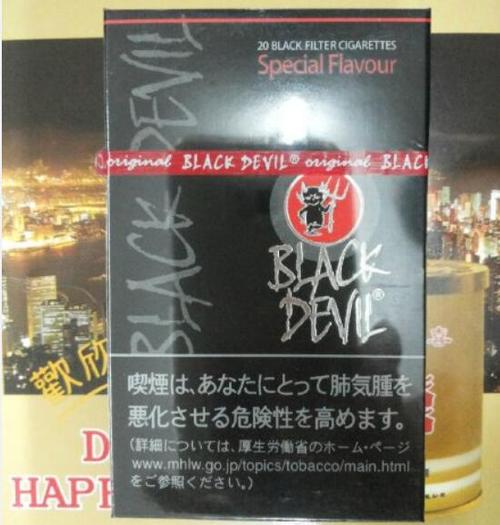 20 BLACK FILTER CIGARETTES
Special Flavour
BLACK DEVIL
original BLACK DEVIL® original BLACK
BLACK
DEVIL®
喫煙は、あなたにとって肺気腫を
悪化させる危険性を高めます。
(詳細については、厚生労働省のホーム・ページ
www.mhlw.go.jp/topics/tobacco/main.html
をご参照ください。)
歡欣
D
HAPP